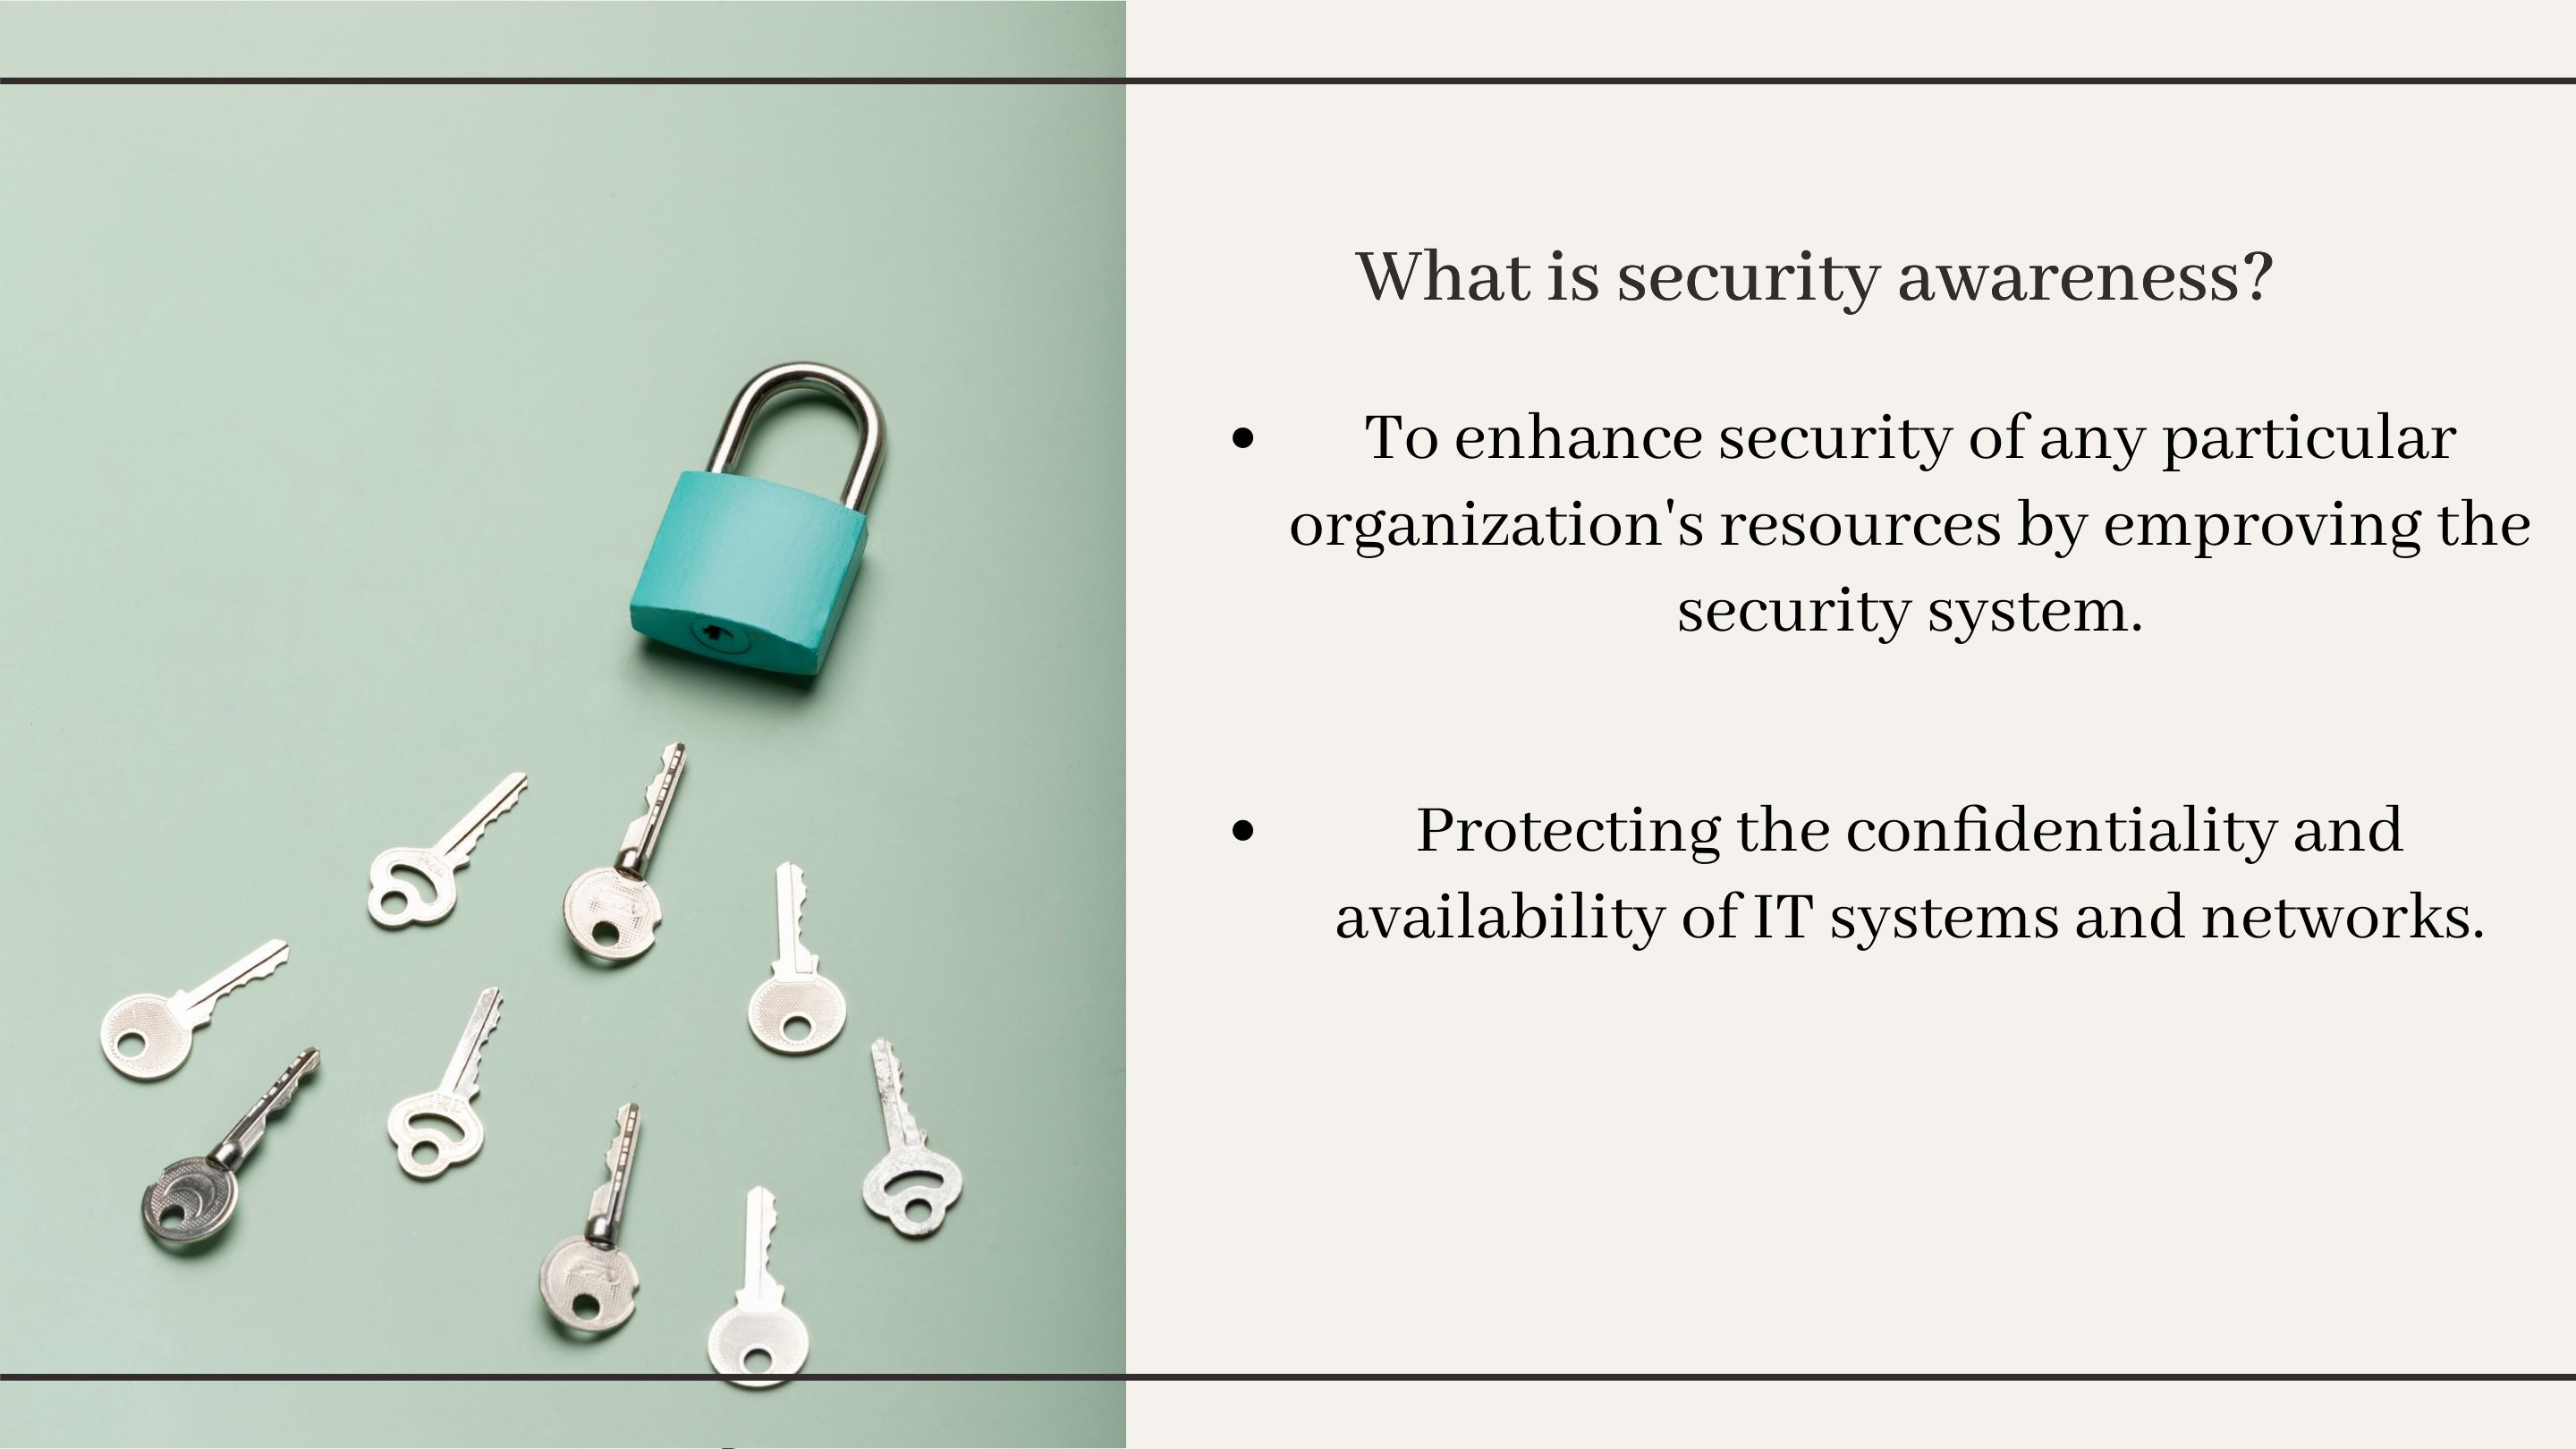 What is security awareness?
• To enhance security of any particular
organization's resources by emproving the
security system.
• Protecting the confidentiality and
availability of IT systems and networks.